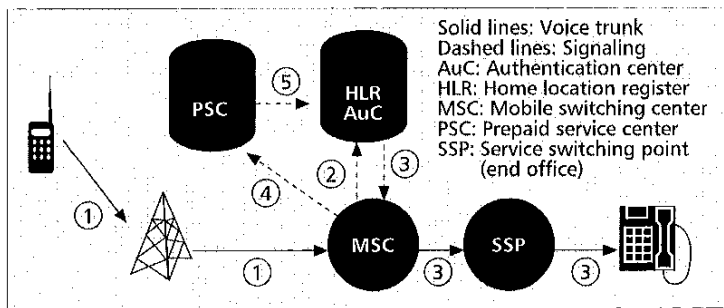 Solid lines: Voice trunk
Dashed lines: Signaling
AuC: Authentication center
HLR: Home location register
MSC: Mobile switching center
PSC: Prepaid service center
SSP: Service switching point
(end office)
PSC
5
HLR
AuC
1
4
2
3
1
MSC
3
SSP
3